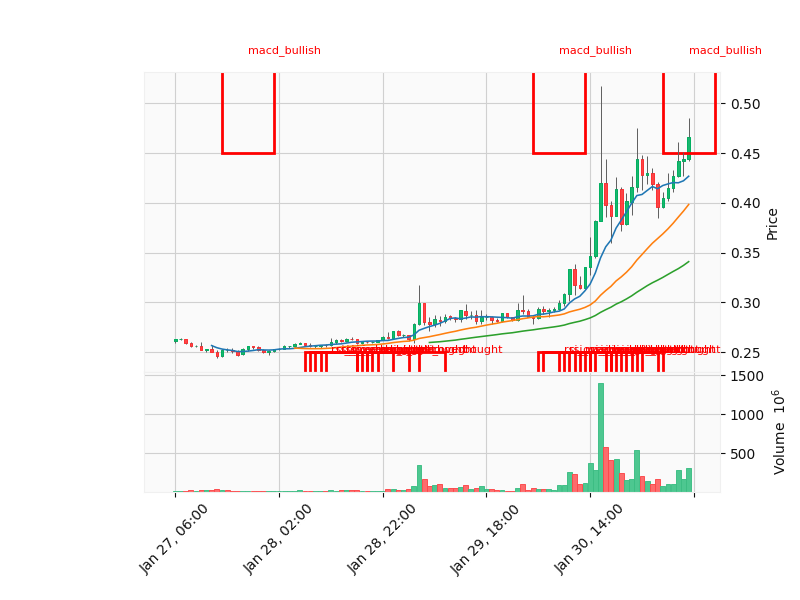 macd_bullish macd_bullish macd_bullish
0.50
0.45
0.40
0.35
0.30
0.25
Price
1500
1000
500
Volume 10^6
Jan 27, 06:00
Jan 28, 02:00
Jan 28, 22:00
Jan 29, 18:00
Jan 30, 14:00